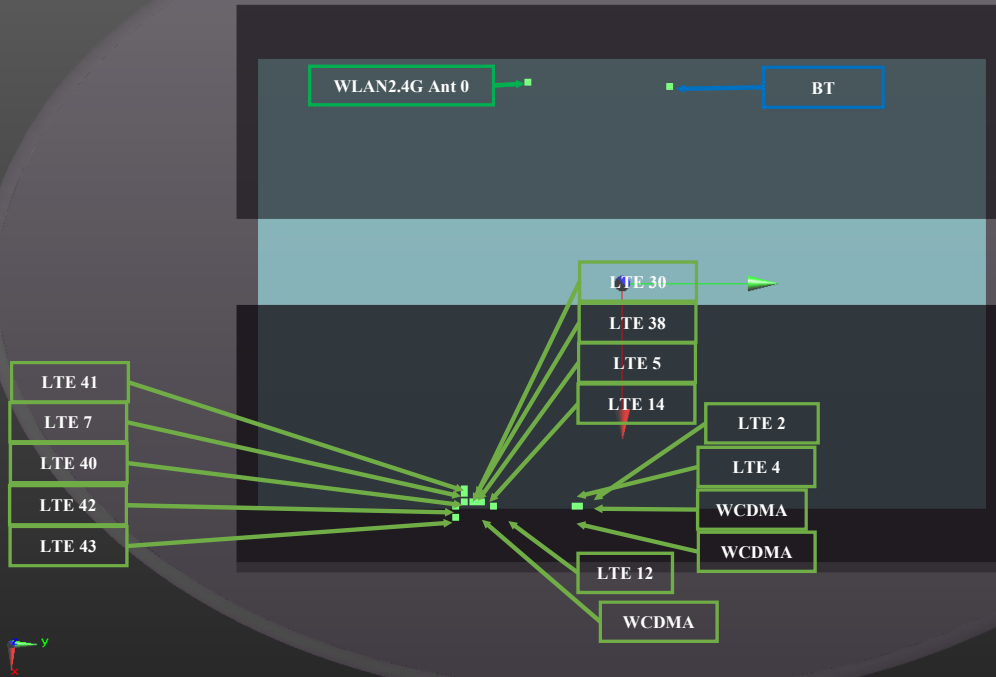 WLAN2.4G Ant 0
BT
LTE 30
LTE 38
LTE 5
LTE 14
LTE 41
LTE 7
LTE 40
LTE 42
LTE 43
LTE 2
LTE 4
WCDMA
WCDMA
LTE 12
WCDMA
y
x